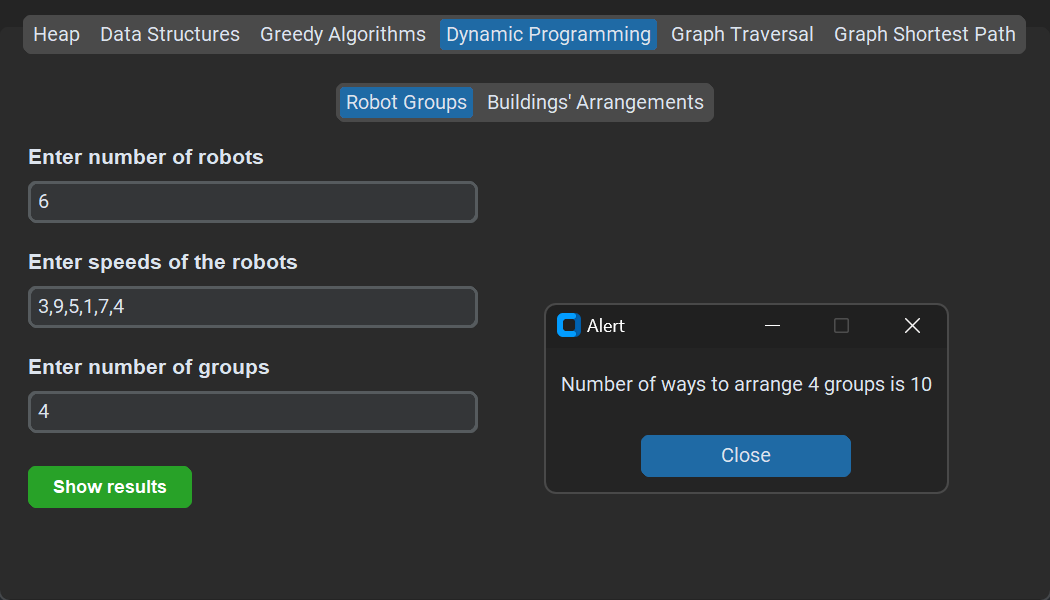 Heap Data Structures Greedy Algorithms Dynamic Programming Graph Traversal Graph Shortest Path
Robot Groups Buildings' Arrangements
Enter number of robots
6
Enter speeds of the robots
3,9,5,1,7,4
Enter number of groups
4
Show results
Alert
Number of ways to arrange 4 groups is 10
Close